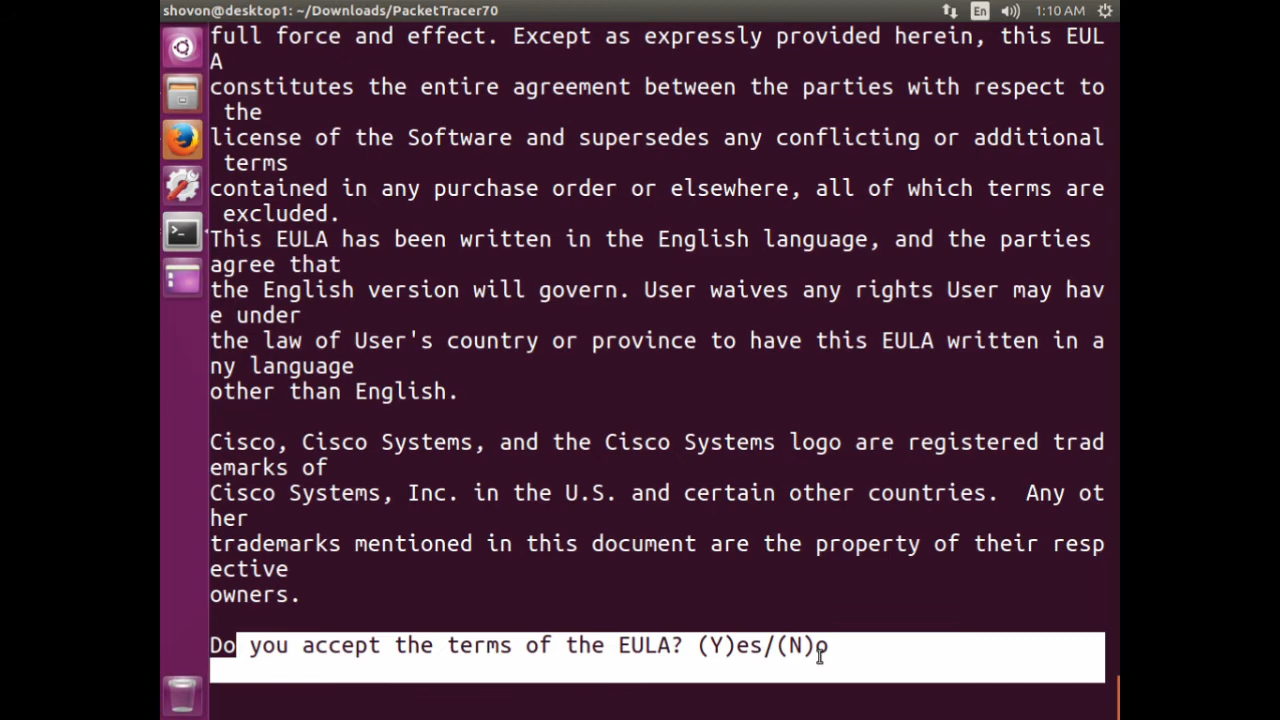 shovon@desktop1: ~/Downloads/PacketTracer70 En 1:10 AM
full force and effect. Except as expressly provided herein, this EUL
A
constitutes the entire agreement between the parties with respect to
 the
license of the Software and supersedes any conflicting or additional
 terms
contained in any purchase order or elsewhere, all of which terms are
 excluded.
This EULA has been written in the English language, and the parties
agree that
the English version will govern. User waives any rights User may hav
e under
the law of User's country or province to have this EULA written in a
ny language
other than English.
Cisco, Cisco Systems, and the Cisco Systems logo are registered trad
emarks of
Cisco Systems, Inc. in the U.S. and certain other countries.  Any ot
her
trademarks mentioned in this document are the property of their resp
ective
owners.
Do you accept the terms of the EULA? (Y)es/(N)o